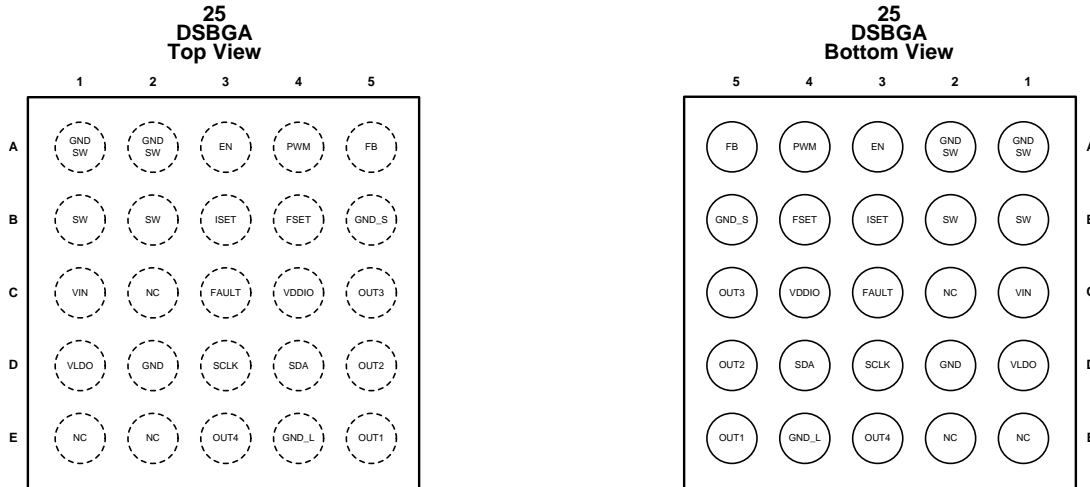 25
DSBGA
Top View
1 2 3 4 5
A GND SW GND SW EN PWM FB
B SW SW ISET FSET GND_S
C VIN NC FAULT VDDIO OUT3
D VLDO GND SCLK SDA OUT2
E NC NC OUT4 GND_L OUT1
25
DSBGA
Bottom View
5 4 3 2 1
FB PWM EN GND SW GND SW A
GND_S FSET ISET SW SW
OUT3 VDDIO FAULT NC VIN
OUT2 SDA SCLK GND VLDO
OUT1 GND_L OUT4 NC NC